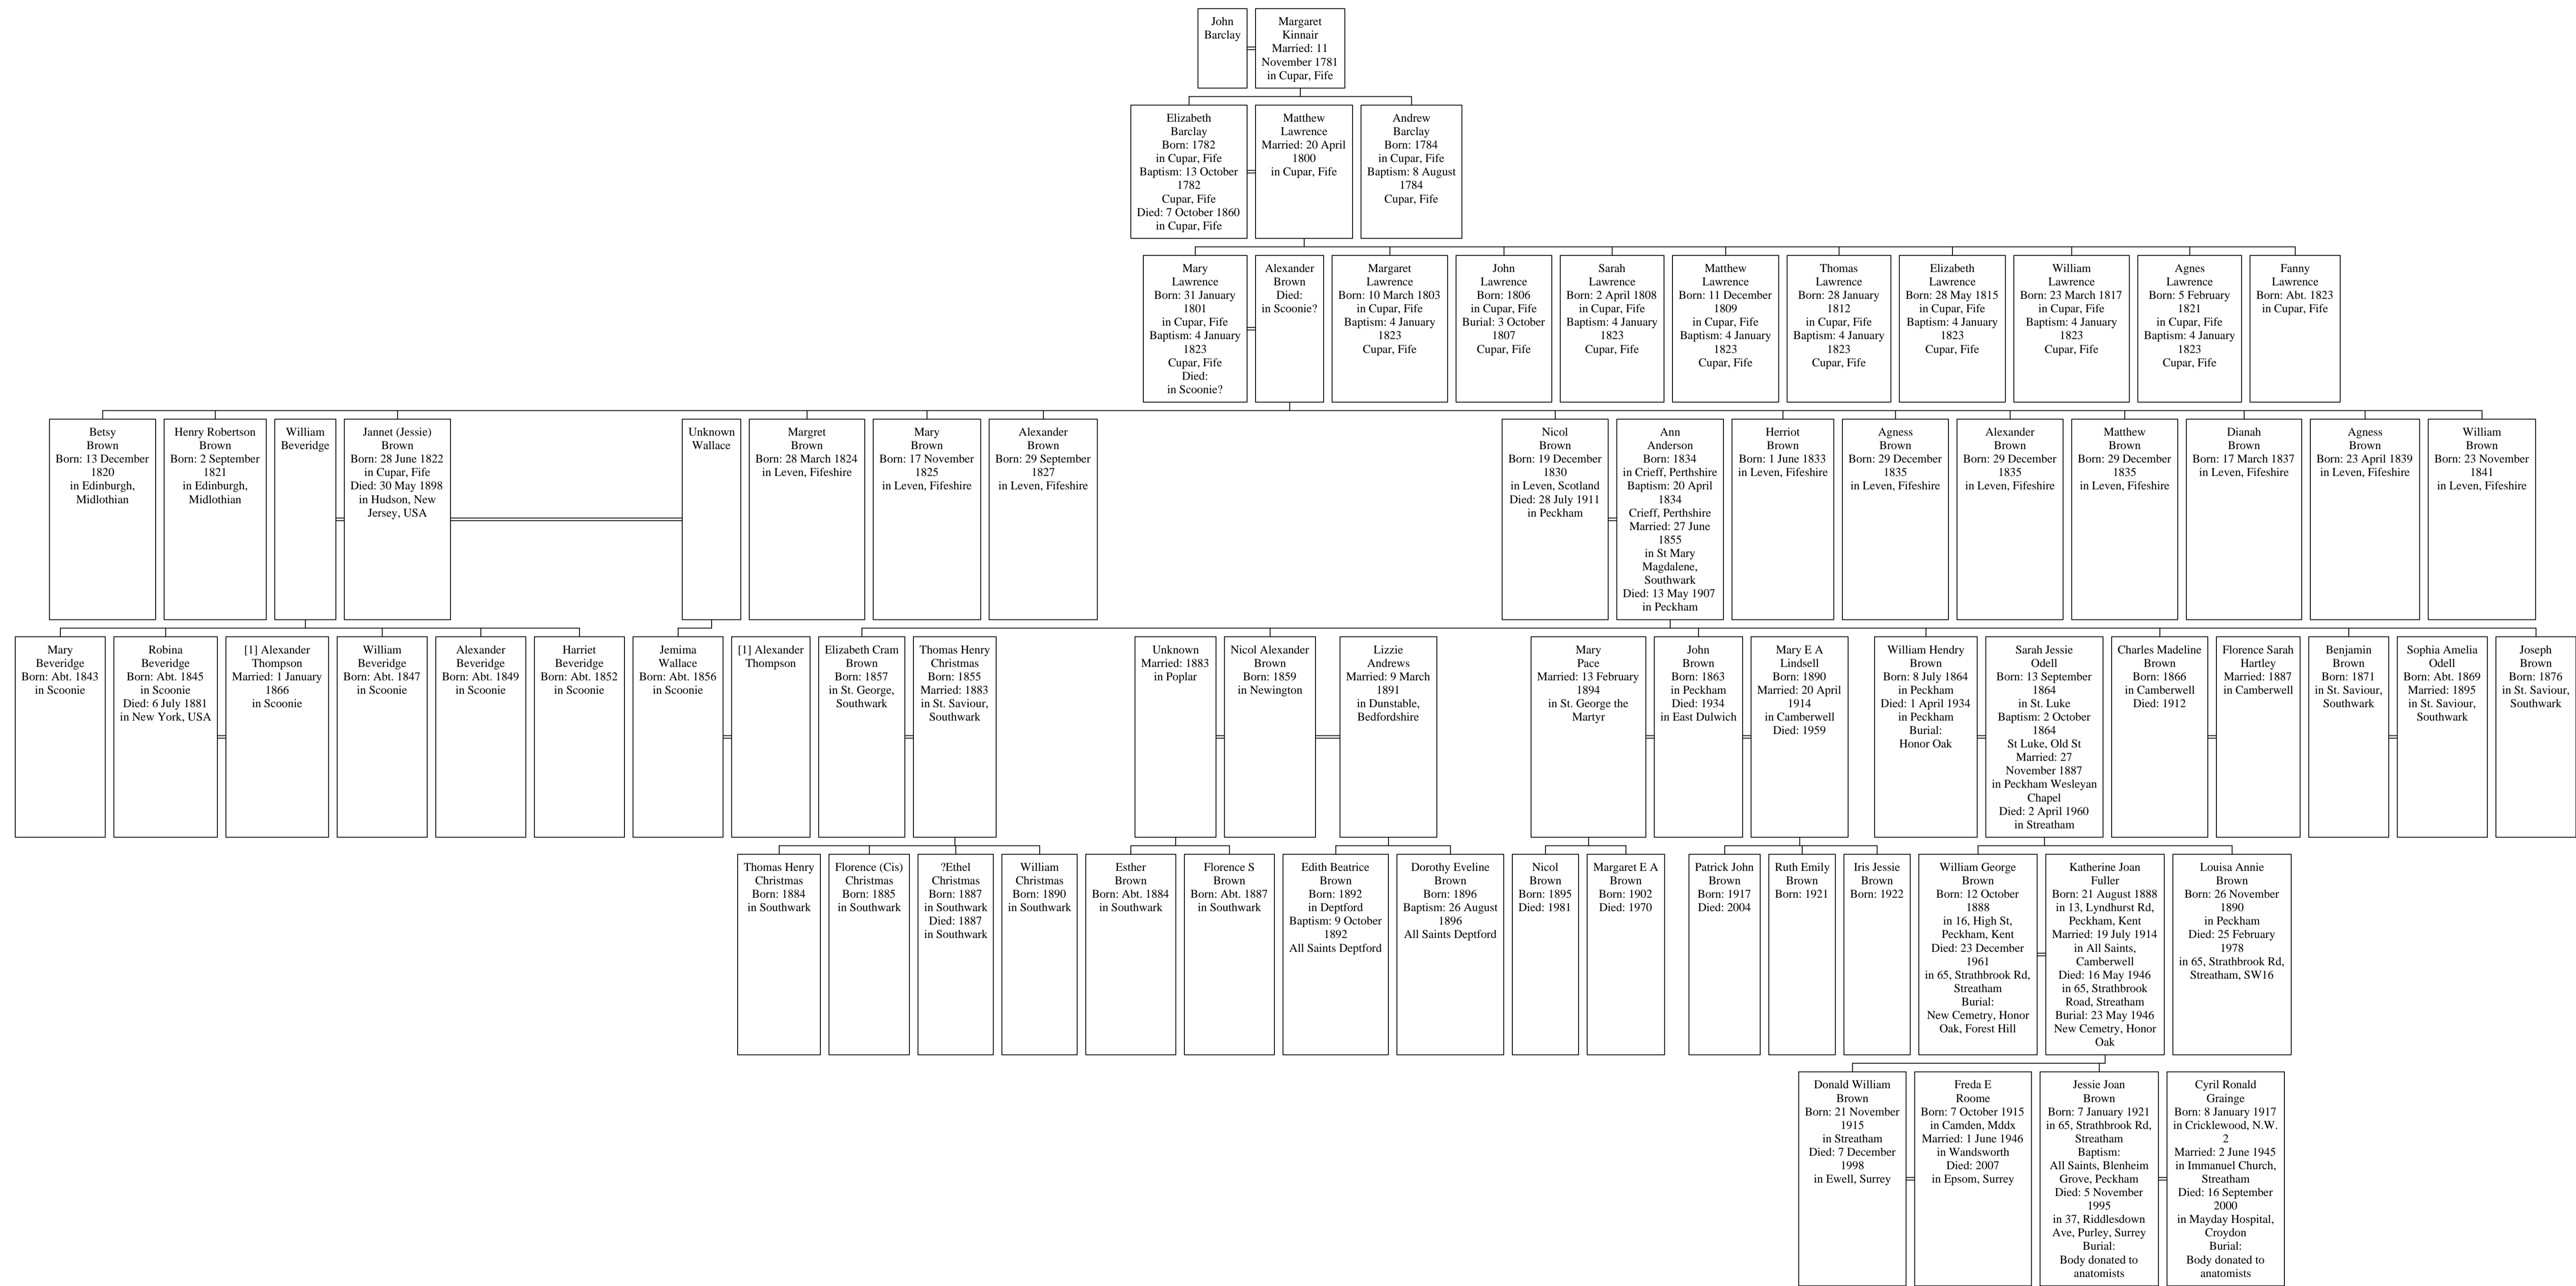 John
Barclay
Margaret
Kinnair
Married: 11
November 1781
in Cupar, Fife
Elizabeth
Barclay
Born: 1782
in Cupar, Fife
Baptism: 13 October
1782
Cupar, Fife
Died: 7 October 1860
in Cupar, Fife
Matthew
Lawrence
Married: 20 April
1800
in Cupar, Fife
Andrew
Barclay
Born: 1784
in Cupar, Fife
Baptism: 8 August
1784
Cupar, Fife
Mary
Lawrence
Born: 31 January
1801
in Cupar, Fife
Baptism: 4 January
1823
Cupar, Fife
Died:
in Scoonie?
Alexander
Brown
Died:
in Scoonie?
Margaret
Lawrence
Born: 10 March 1803
in Cupar, Fife
Baptism: 4 January
1823
Cupar, Fife
John
Lawrence
Born: 1806
in Cupar, Fife
Burial: 3 October
1807
Cupar, Fife
Sarah
Lawrence
Born: 2 April 1808
in Cupar, Fife
Baptism: 4 January
1823
Cupar, Fife
Matthew
Lawrence
Born: 11 December
1809
in Cupar, Fife
Baptism: 4 January
1823
Cupar, Fife
Thomas
Lawrence
Born: 28 January
1812
in Cupar, Fife
Baptism: 4 January
1823
Cupar, Fife
Elizabeth
Lawrence
Born: 28 May 1815
in Cupar, Fife
Baptism: 4 January
1823
Cupar, Fife
William
Lawrence
Born: 23 March 1817
in Cupar, Fife
Baptism: 4 January
1823
Cupar, Fife
Agnes
Lawrence
Born: 5 February
1821
in Cupar, Fife
Baptism: 4 January
1823
Cupar, Fife
Fanny
Lawrence
Born: Abt. 1823
in Cupar, Fife
Betsy
Brown
Born: 13 December
1820
in Edinburgh,
Midlothian
Henry Robertson
Brown
Born: 2 September
1821
in Edinburgh,
Midlothian
William
Beveridge
Jannet (Jessie)
Brown
Born: 28 June 1822
in Cupar, Fife
Died: 30 May 1898
in Hudson, New
Jersey, USA
Unknown
Wallace
Margret
Brown
Born: 28 March 1824
in Leven, Fifeshire
Mary
Brown
Born: 17 November
1825
in Leven, Fifeshire
Alexander
Brown
Born: 29 September
1827
in Leven, Fifeshire
Nicol
Brown
Born: 19 December
1830
in Leven, Scotland
Died: 28 July 1911
in Peckham
Ann
Anderson
Born: 1834
in Crieff, Perthshire
Baptism: 20 April
1834
Crieff, Perthshire
Married: 27 June
1855
in St Mary
Magdalene,
Southwark
Died: 13 May 1907
in Peckham
Herriot
Brown
Born: 1 June 1833
in Leven, Fifeshire
Agness
Brown
Born: 29 December
1835
in Leven, Fifeshire
Alexander
Brown
Born: 29 December
1835
in Leven, Fifeshire
Matthew
Brown
Born: 29 December
1835
in Leven, Fifeshire
Dianah
Brown
Born: 17 March 1837
in Leven, Fifeshire
Agness
Brown
Born: 23 April 1839
in Leven, Fifeshire
William
Brown
Born: 23 November
1841
in Leven, Fifeshire
Mary
Beveridge
Born: Abt. 1843
in Scoonie
Robina
Beveridge
Born: Abt. 1845
in Scoonie
Died: 6 July 1881
in New York, USA
[1] Alexander
Thompson
Married: 1 January
1866
in Scoonie
William
Beveridge
Born: Abt. 1847
in Scoonie
Alexander
Beveridge
Born: Abt. 1849
in Scoonie
Harriet
Beveridge
Born: Abt. 1852
in Scoonie
Jemima
Wallace
Born: Abt. 1856
in Scoonie
[1] Alexander
Thompson
Elizabeth Cram
Brown
Born: 1857
in St. George,
Southwark
Thomas Henry
Christmas
Born: 1855
Married: 1883
in St. Saviour,
Southwark
Unknown
Married: 1883
in Poplar
Nicol Alexander
Brown
Born: 1859
in Newington
Lizzie
Andrews
Married: 9 March
1891
in Dunstable,
Bedfordshire
Mary
Pace
Married: 13 February
1894
in St. George the
Martyr
John
Brown
Born: 1863
in Peckham
Died: 1934
in East Dulwich
Mary E A
Lindsell
Born: 1890
Married: 20 April
1914
in Camberwell
Died: 1959
William Hendry
Brown
Born: 8 July 1864
in Peckham
Died: 1 April 1934
in Peckham
Burial:
Honor Oak
Sarah Jessie
Odell
Born: 13 September
1864
in St. Luke
Baptism: 2 October
1864
St Luke, Old St
Married: 27
November 1887
in Peckham Wesleyan
Chapel
Died: 2 April 1960
in Streatham
Charles Madeline
Brown
Born: 1866
in Camberwell
Died: 1912
Florence Sarah
Hartley
Married: 1887
in Camberwell
Benjamin
Brown
Born: 1871
in St. Saviour,
Southwark
Sophia Amelia
Odell
Born: Abt. 1869
Married: 1895
in St. Saviour,
Southwark
Joseph
Brown
Born: 1876
in St. Saviour,
Southwark
Thomas Henry
Christmas
Born: 1884
in Southwark
Florence (Cis)
Christmas
Born: 1885
in Southwark
?Ethel
Christmas
Born: 1887
in Southwark
Died: 1887
in Southwark
William
Christmas
Born: 1890
in Southwark
Esther
Brown
Born: Abt. 1884
in Southwark
Florence S
Brown
Born: Abt. 1887
in Southwark
Edith Beatrice
Brown
Born: 1892
in Deptford
Baptism: 9 October
1892
All Saints Deptford
Dorothy Eveline
Brown
Born: 1896
Baptism: 26 August
1896
All Saints Deptford
Nicol
Brown
Born: 1895
Died: 1981
Margaret E A
Brown
Born: 1902
Died: 1970
Patrick John
Brown
Born: 1917
Died: 2004
Ruth Emily
Brown
Born: 1921
Iris Jessie
Brown
Born: 1922
William George
Brown
Born: 12 October
1888
in 16, High St,
Peckham, Kent
Died: 23 December
1961
in 65, Strathbrook Rd,
Streatham
Burial:
New Cemetry, Honor
Oak, Forest Hill
Katherine Joan
Fuller
Born: 21 August 1888
in 13, Lyndhurst Rd,
Peckham, Kent
Married: 19 July 1914
in All Saints,
Camberwell
Died: 16 May 1946
in 65, Strathbrook
Road, Streatham
Burial: 23 May 1946
New Cemetry, Honor
Oak
Louisa Annie
Brown
Born: 26 November
1890
in Peckham
Died: 25 February
1978
in 65, Strathbrook Rd,
Streatham, SW16
Donald William
Brown
Born: 21 November
1915
in Streatham
Died: 7 December
1998
in Ewell, Surrey
Freda E
Roome
Born: 7 October 1915
in Camden, Mddx
Married: 1 June 1946
in Wandsworth
Died: 2007
in Epsom, Surrey
Jessie Joan
Brown
Born: 7 January 1921
in 65, Strathbrook Rd,
Streatham
Baptism:
All Saints, Blenheim
Grove, Peckham
Died: 5 November
1995
in 37, Riddlesdown
Ave, Purley, Surrey
Burial:
Body donated to
anatomists
Cyril Ronald
Grainge
Born: 8 January 1917
in Cricklewood, N.W.
2
Married: 2 June 1945
in Immanuel Church,
Streatham
Died: 16 September
2000
in Mayday Hospital,
Croydon
Burial:
Body donated to
anatomists